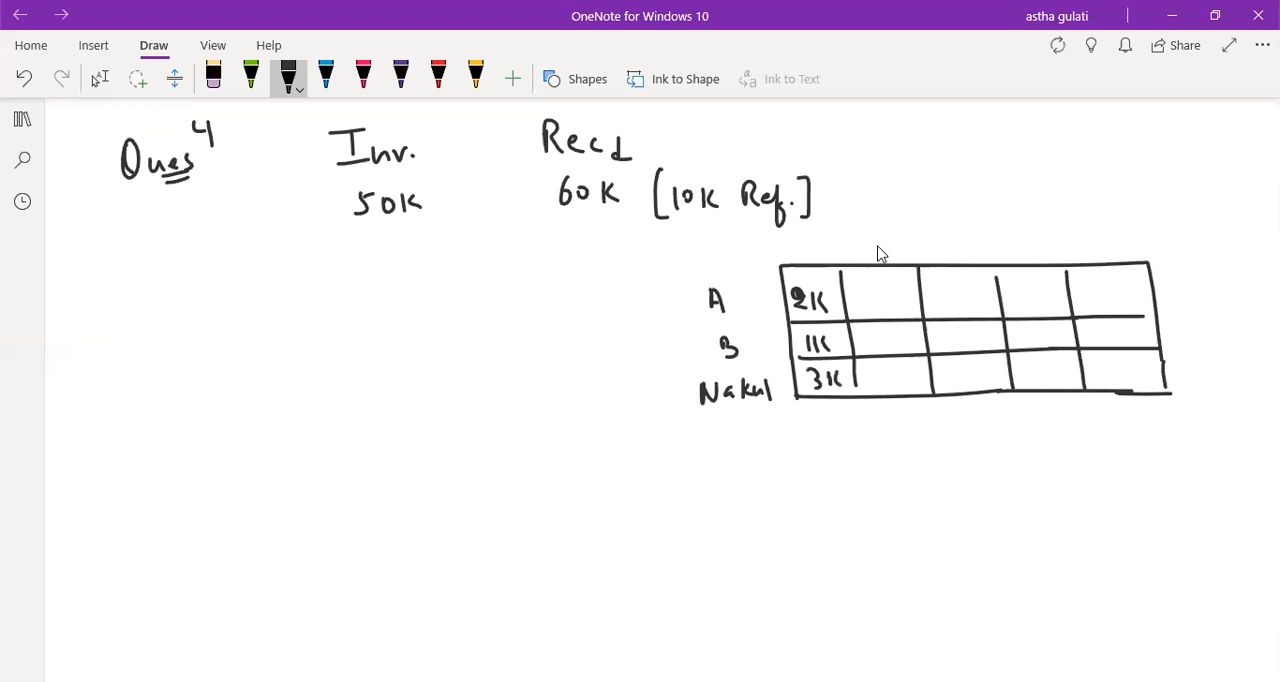 OneNote for Windows 10
astha gulati
Home Insert Draw View Help
Share
Shapes Ink to Shape Ink to Text
Ques 4 Inv. Recd
50K 60K [10K Ref.]
A 2K
B 1K
Nakul 3K